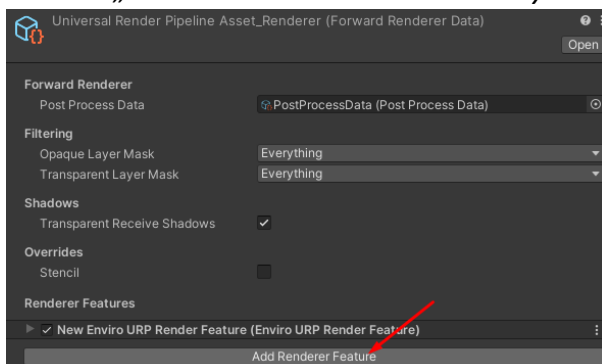 Universal Render Pipeline Asset_Renderer (Forward Renderer Data)
Open
Forward Renderer
Post Process Data PostProcessData (Post Process Data)
Filtering
Opaque Layer Mask Everything
Transparent Layer Mask Everything
Shadows
Transparent Receive Shadows
Overrides
Stencil
Renderer Features
New Enviro URP Render Feature (Enviro URP Render Feature)
Add Renderer Feature